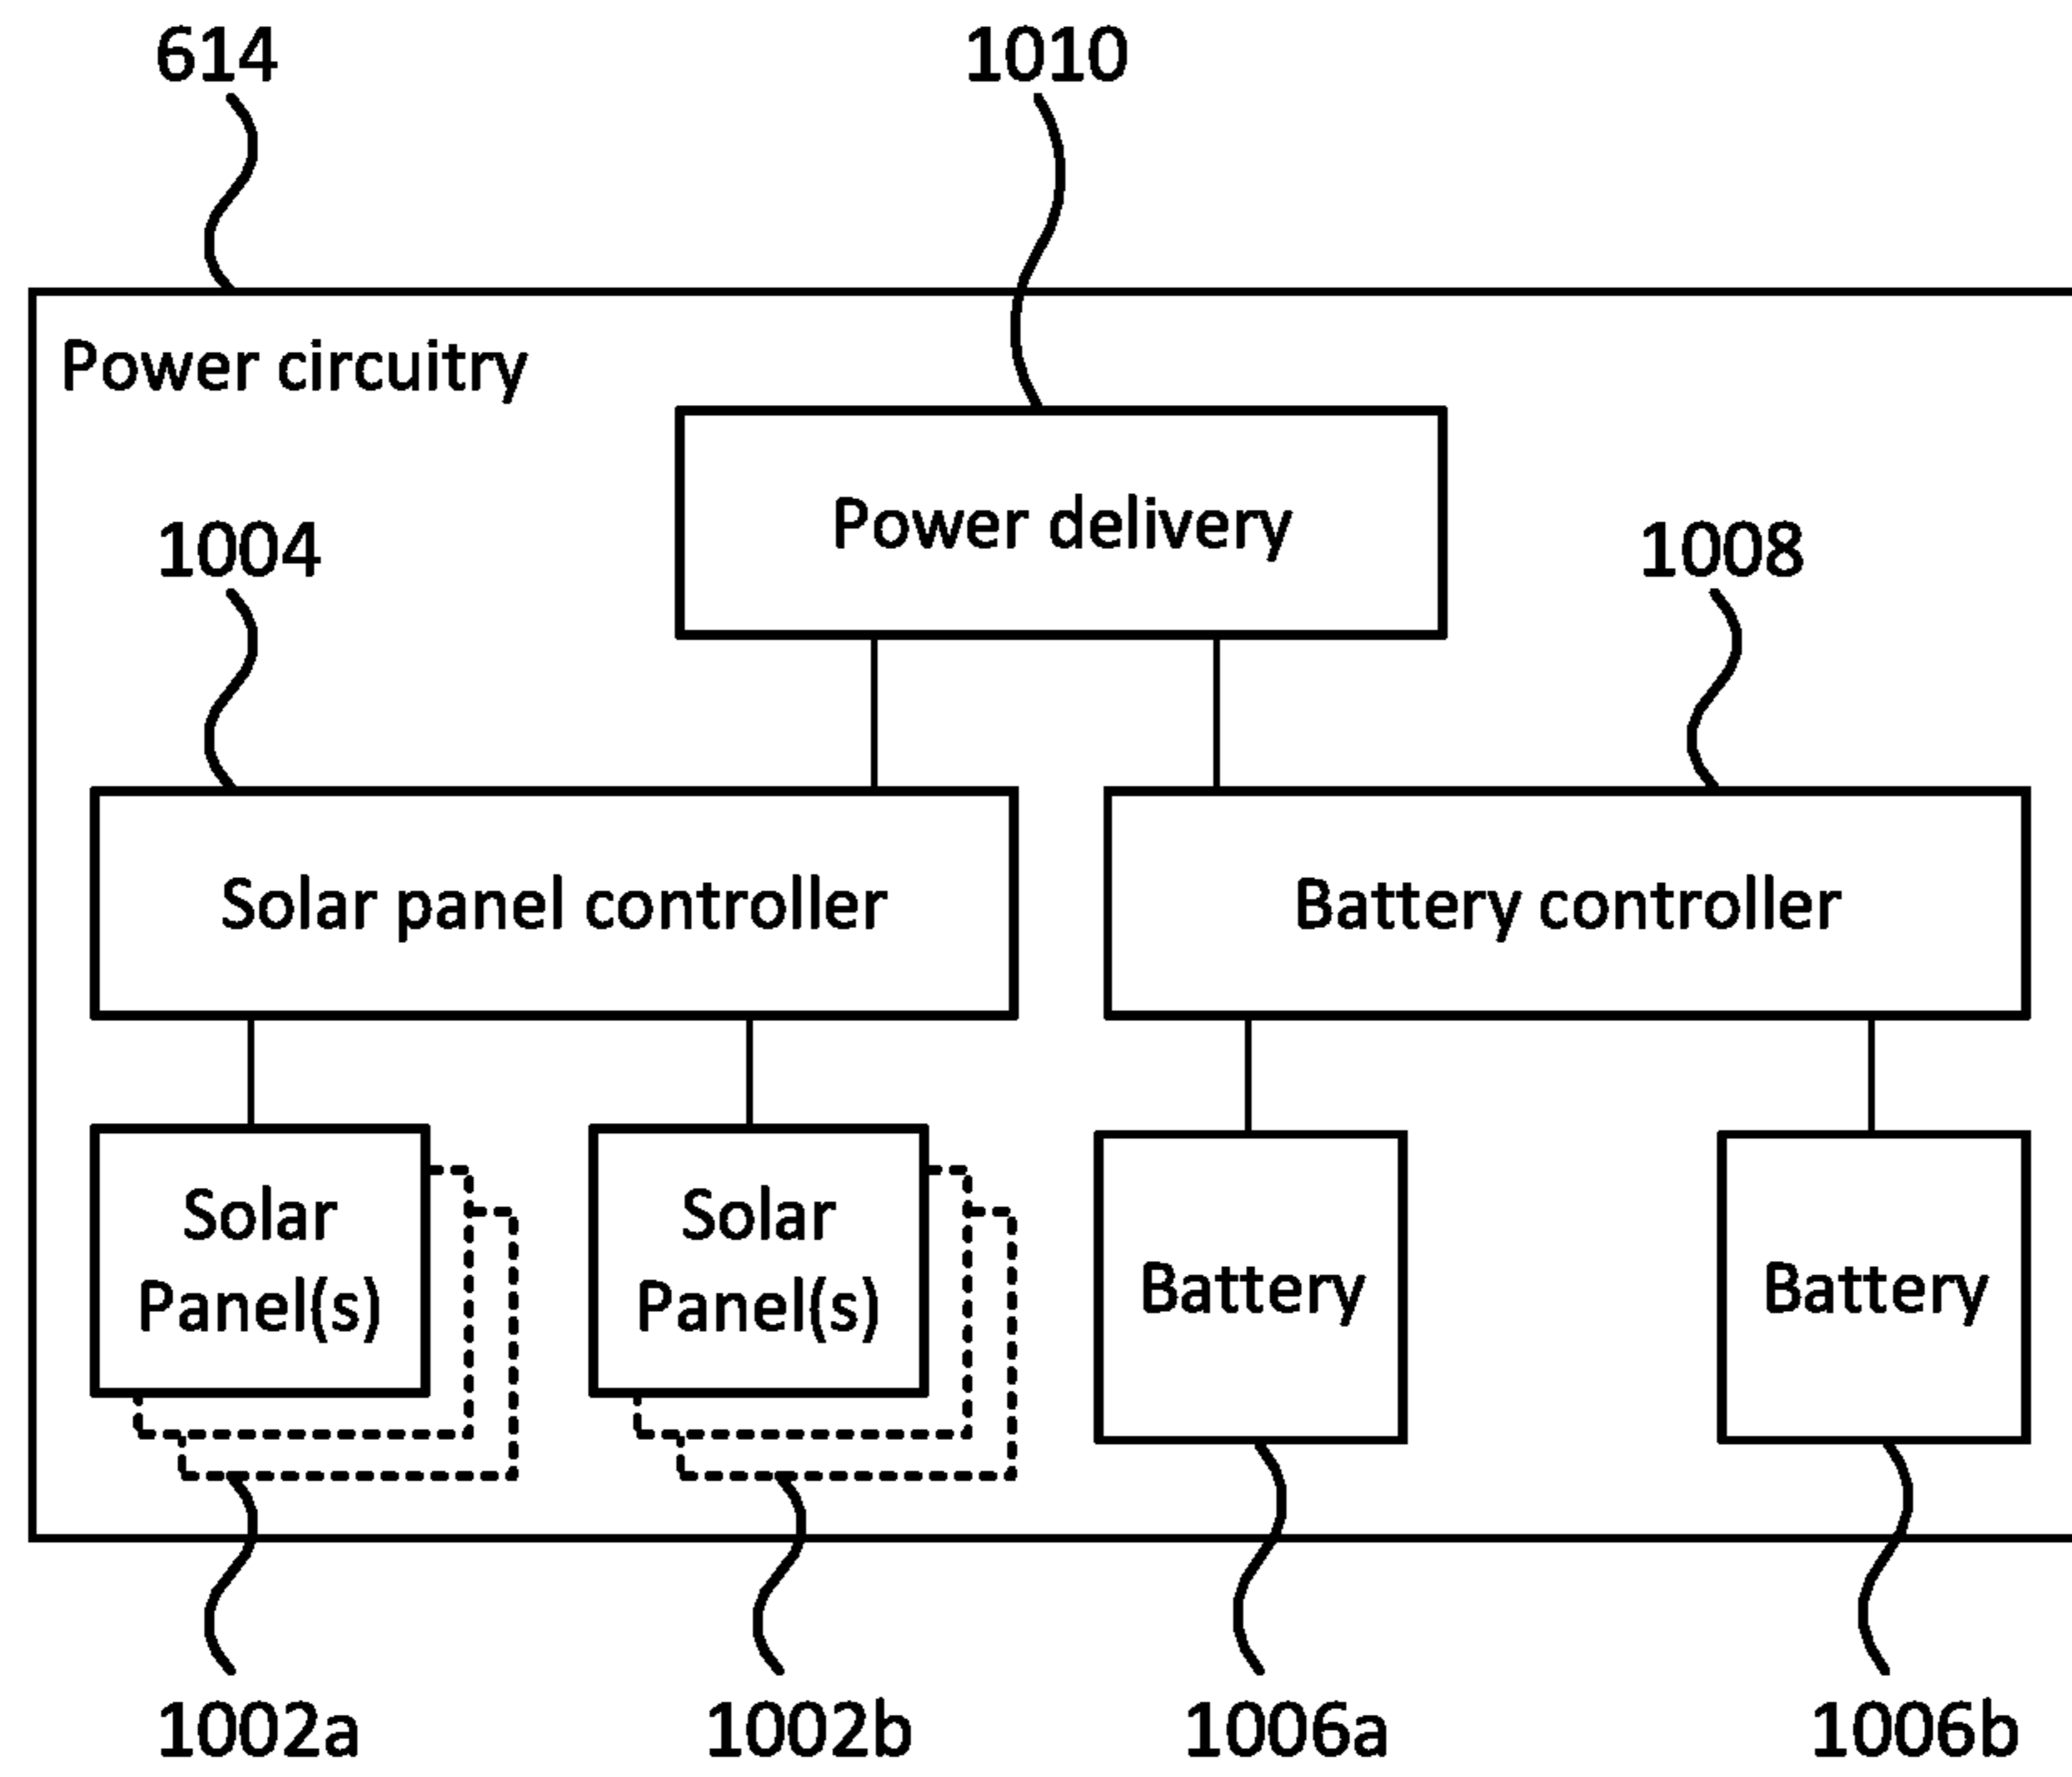 614
1010
Power circuitry
Power delivery
1004
1008
Solar panel controller
Battery controller
Solar
Panel(s)
Solar
Panel(s)
Battery
Battery
1002a
1002b
1006a
1006b